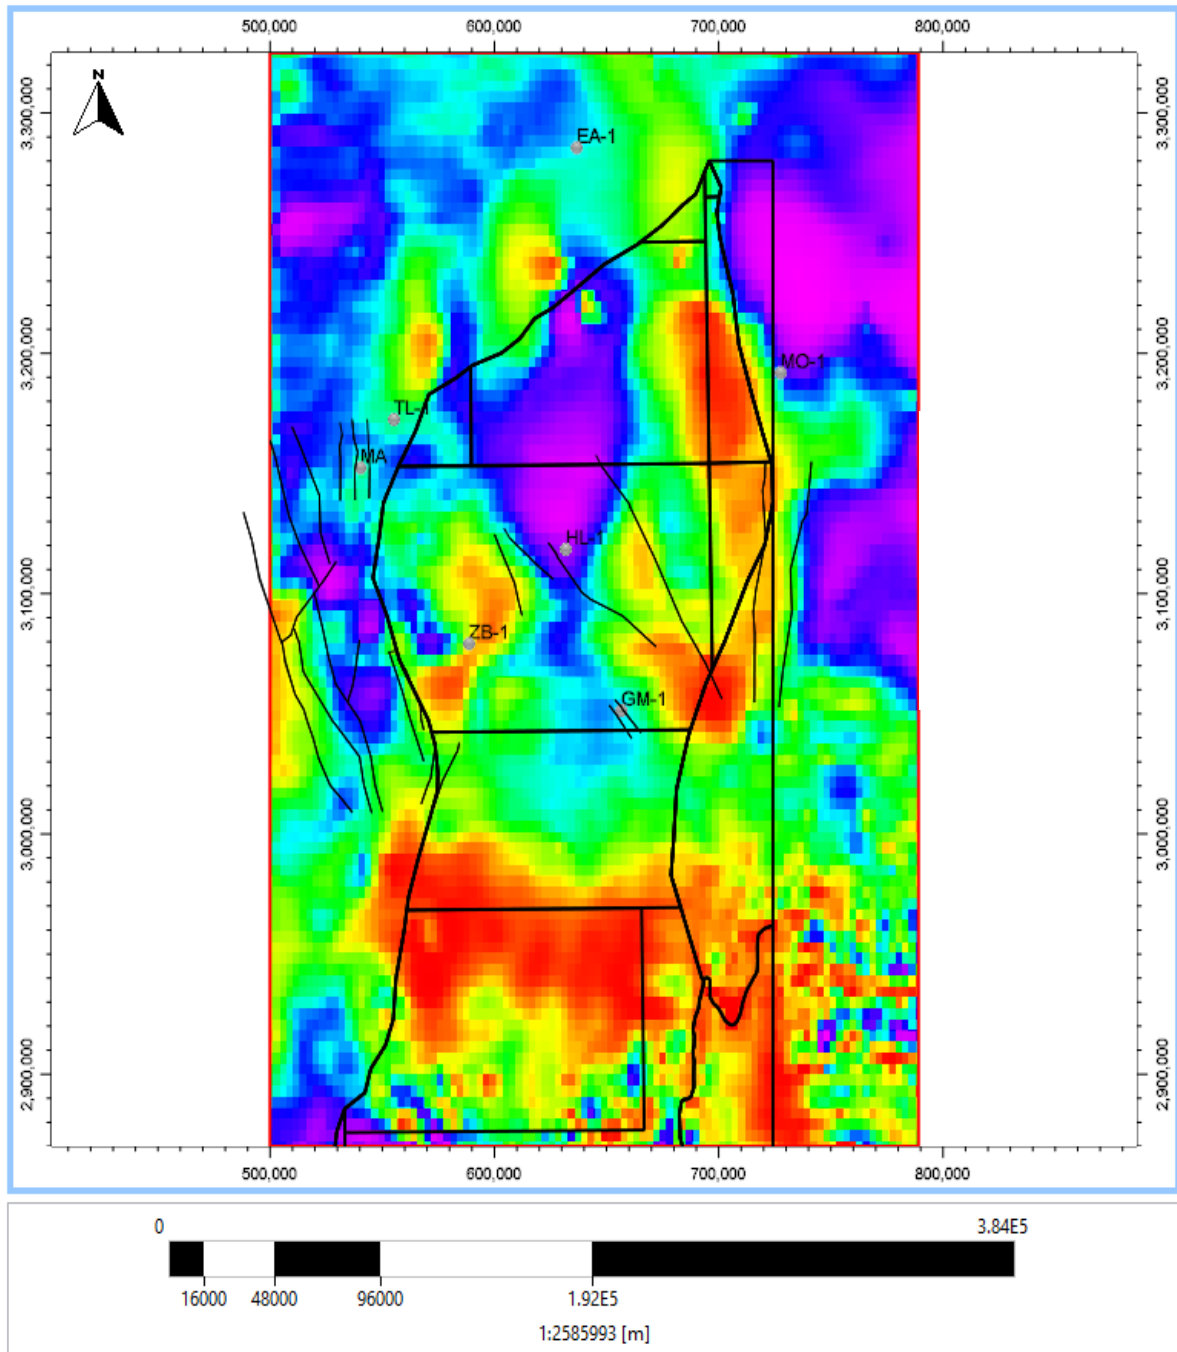 500,000 600,000 700,000 800,000
N
3,300,000 3,300,000
EA-1
3,200,000 3,200,000
MO-1
TL-1
MA
HL-1
3,100,000 3,100,000
ZB-1
GM-1
3,000,000 3,000,000
2,900,000 2,900,000
500,000 600,000 700,000 800,000
0 3.84E5
16000 48000 96000 1.92E5
1:2585993 [m]